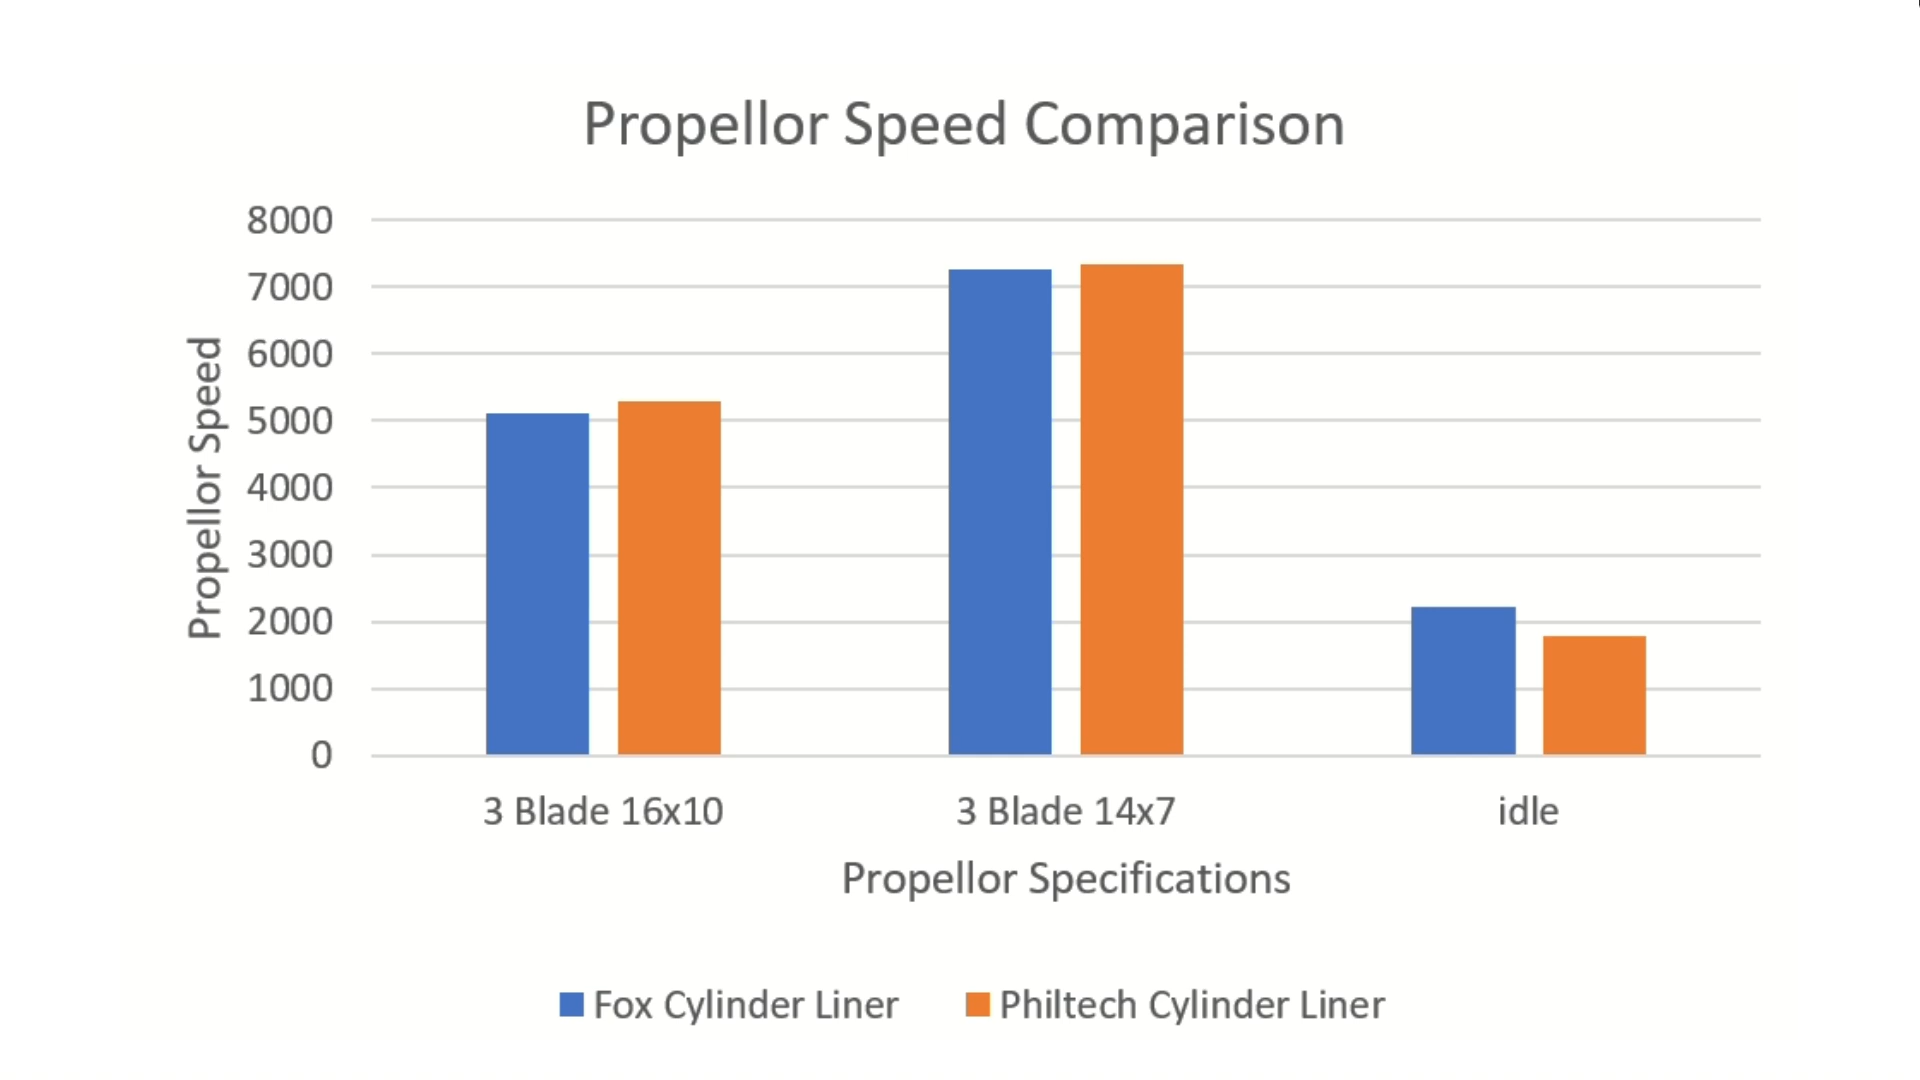 Propellor Speed Comparison
8000
7000
6000
5000
4000
3000
2000
1000
0
Propellor Speed
3 Blade 16x10
3 Blade 14x7
idle
Propellor Specifications
Fox Cylinder Liner
Philtech Cylinder Liner